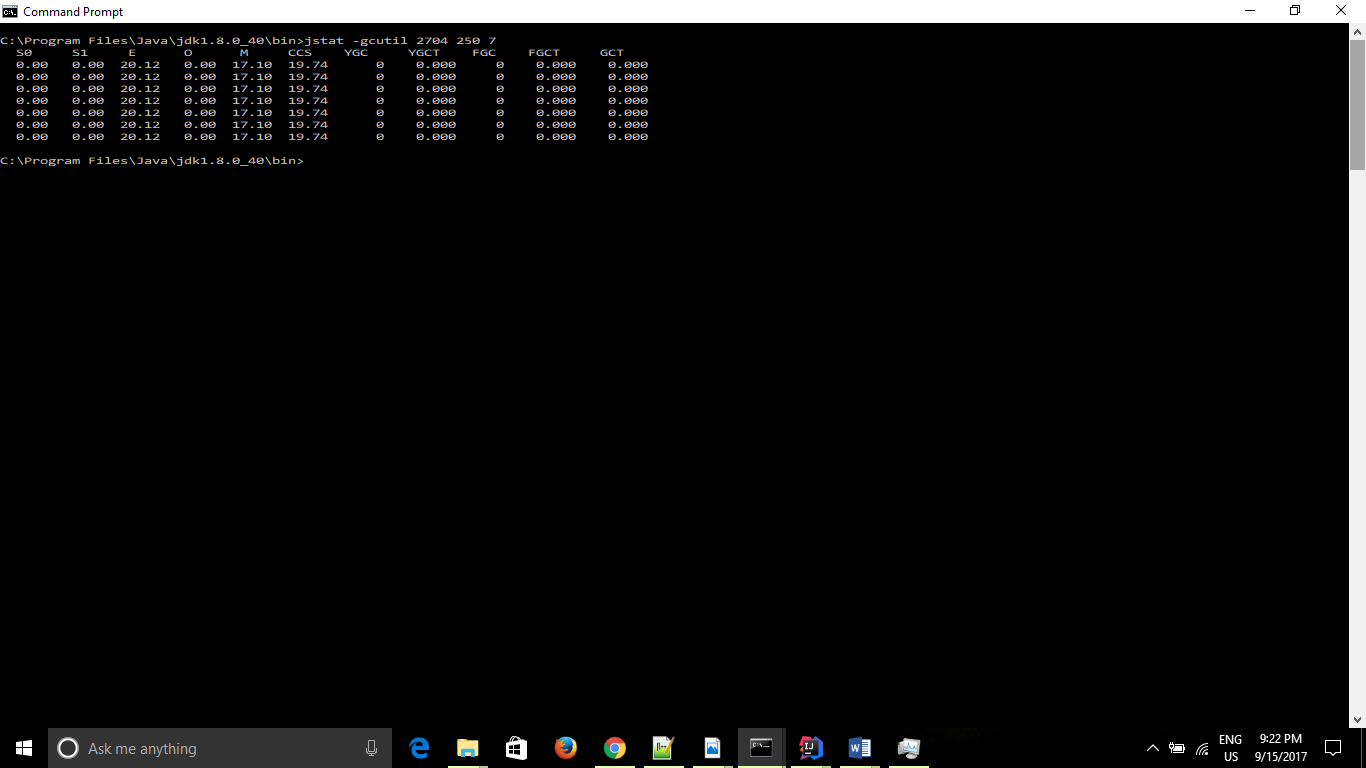 Command Prompt
C:\Program Files\Java\jdk1.8.0_40\bin>jstat -gcutil 2704 250 7
S0 S1 E O M CCS YGC YGCT FGC FGCT GCT
0.00 0.00 20.12 0.00 17.10 19.74 0 0.000 0 0.000 0.000
0.00 0.00 20.12 0.00 17.10 19.74 0 0.000 0 0.000 0.000
0.00 0.00 20.12 0.00 17.10 19.74 0 0.000 0 0.000 0.000
0.00 0.00 20.12 0.00 17.10 19.74 0 0.000 0 0.000 0.000
0.00 0.00 20.12 0.00 17.10 19.74 0 0.000 0 0.000 0.000
0.00 0.00 20.12 0.00 17.10 19.74 0 0.000 0 0.000 0.000
0.00 0.00 20.12 0.00 17.10 19.74 0 0.000 0 0.000 0.000
C:\Program Files\Java\jdk1.8.0_40\bin>
Ask me anything
ENG
US
9:22 PM
9/15/2017